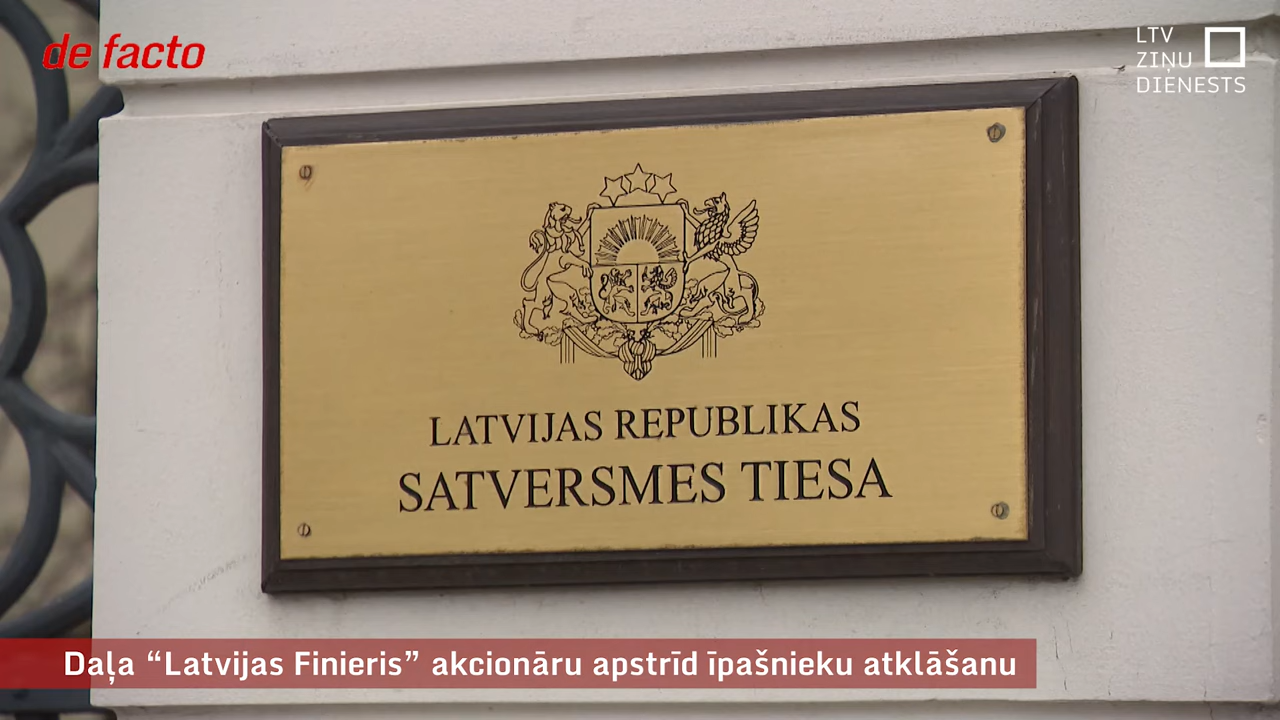 de facto
LTV
ZIŅU
DIENESTS
LATVIJAS REPUBLIKAS
SATVERSMES TIESA
Daļa “Latvijas Finieris” akcionāru apstrīd īpašnieku atklāšanu